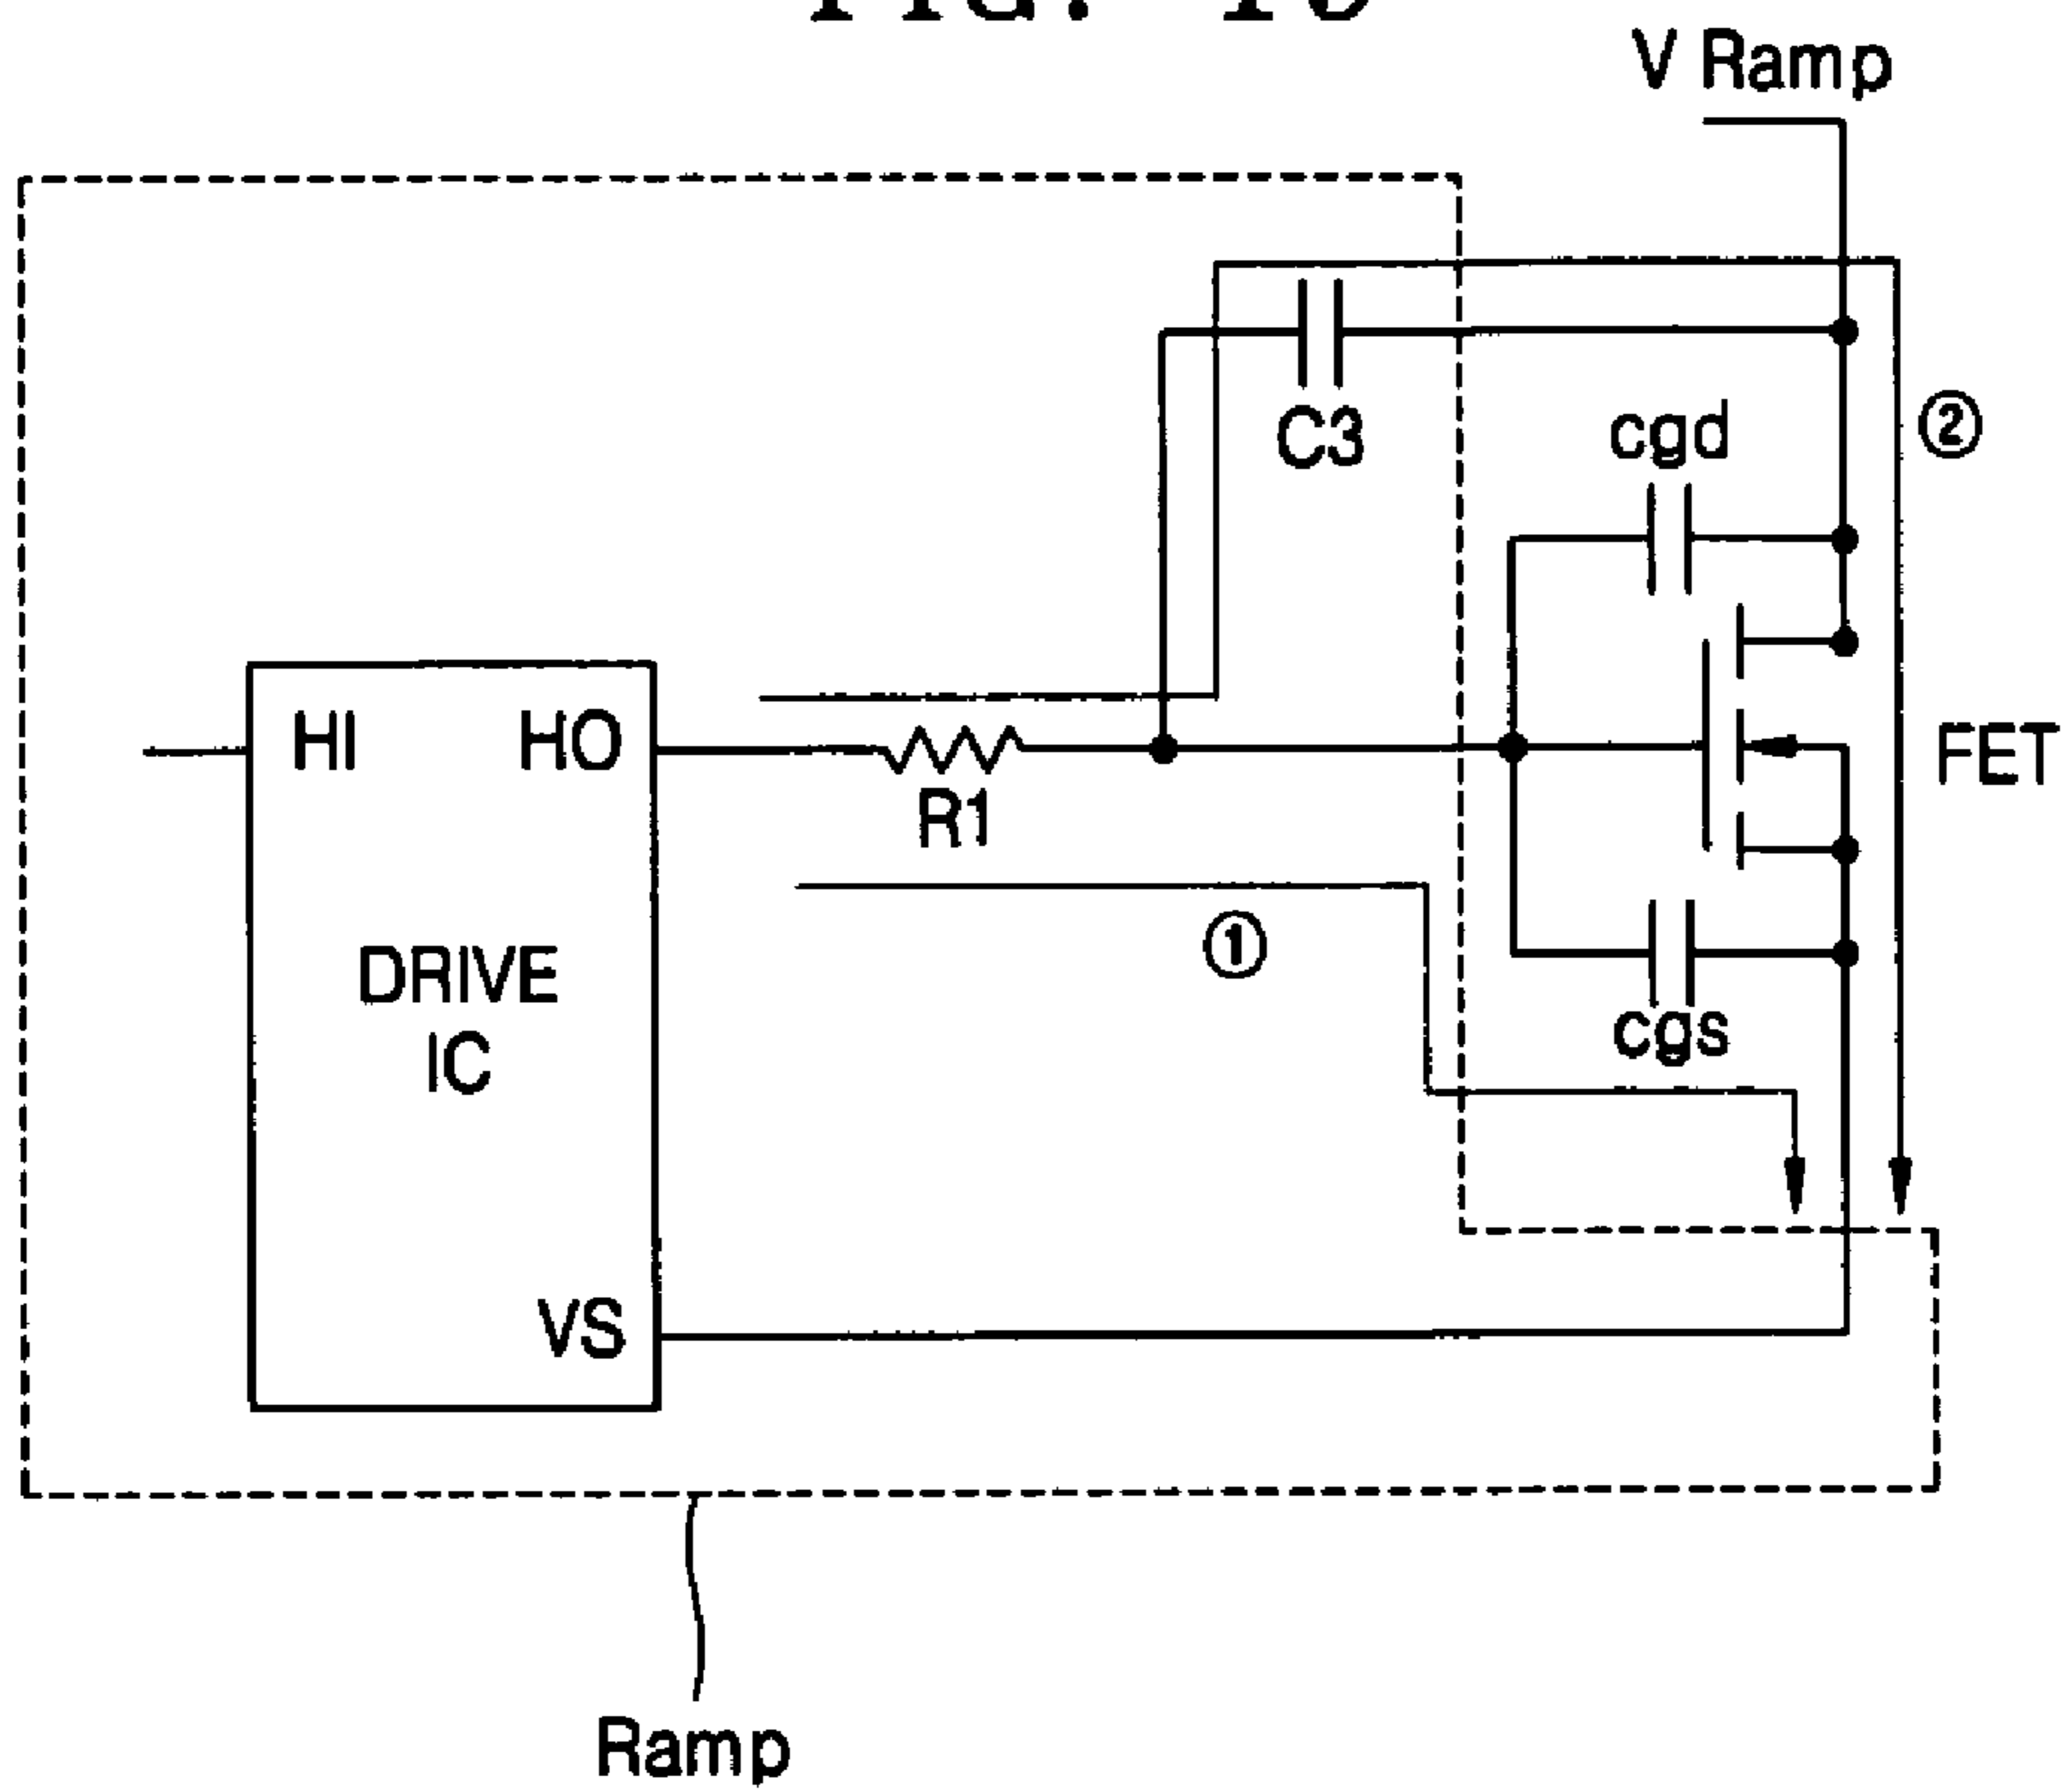 V Ramp
C3
cgd
②
HI
HO
R1
FET
①
DRIVE
IC
cgs
VS
Ramp